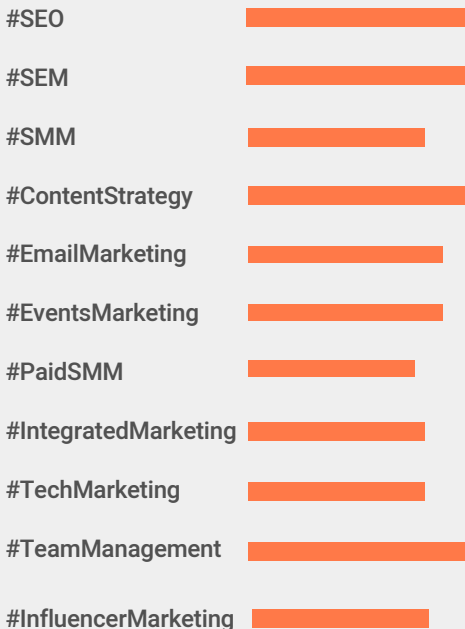 #SEO
#SEM
#SMM
#ContentStrategy
#EmailMarketing
#EventsMarketing
#PaidSMM
#IntegratedMarketing
#TechMarketing
#TeamManagement
#InfluencerMarketing